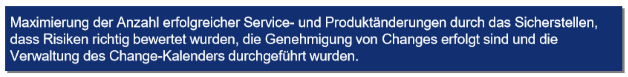 Maximierung der Anzahl erfolgreicher Service- und Produktänderungen durch das Sicherstellen,
dass Risiken richtig bewertet wurden, die Genehmigung von Changes erfolgt sind und die
Verwaltung des Change-Kalenders durchgeführt wurden.